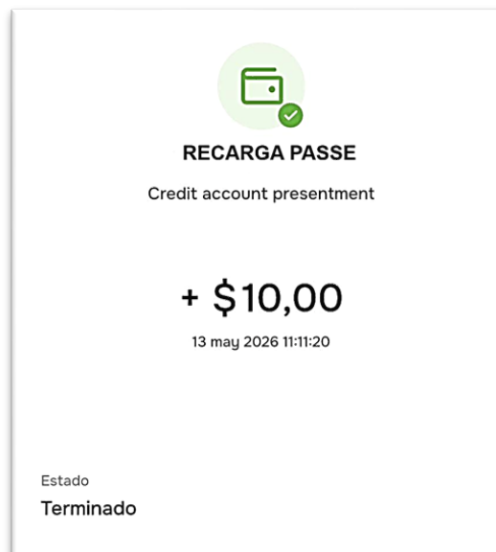 RECARGA PASSE
Credit account presentment
+ $10,00
13 may 2026 11:11:20
Estado
Terminado